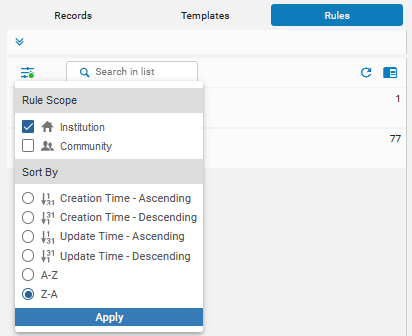 Records Templates Rules
Search in list
Rule Scope
1
Institution
77
Community
Sort By
Creation Time - Ascending
Creation Time - Descending
Update Time - Ascending
Update Time - Descending
A-Z
Z-A
Apply